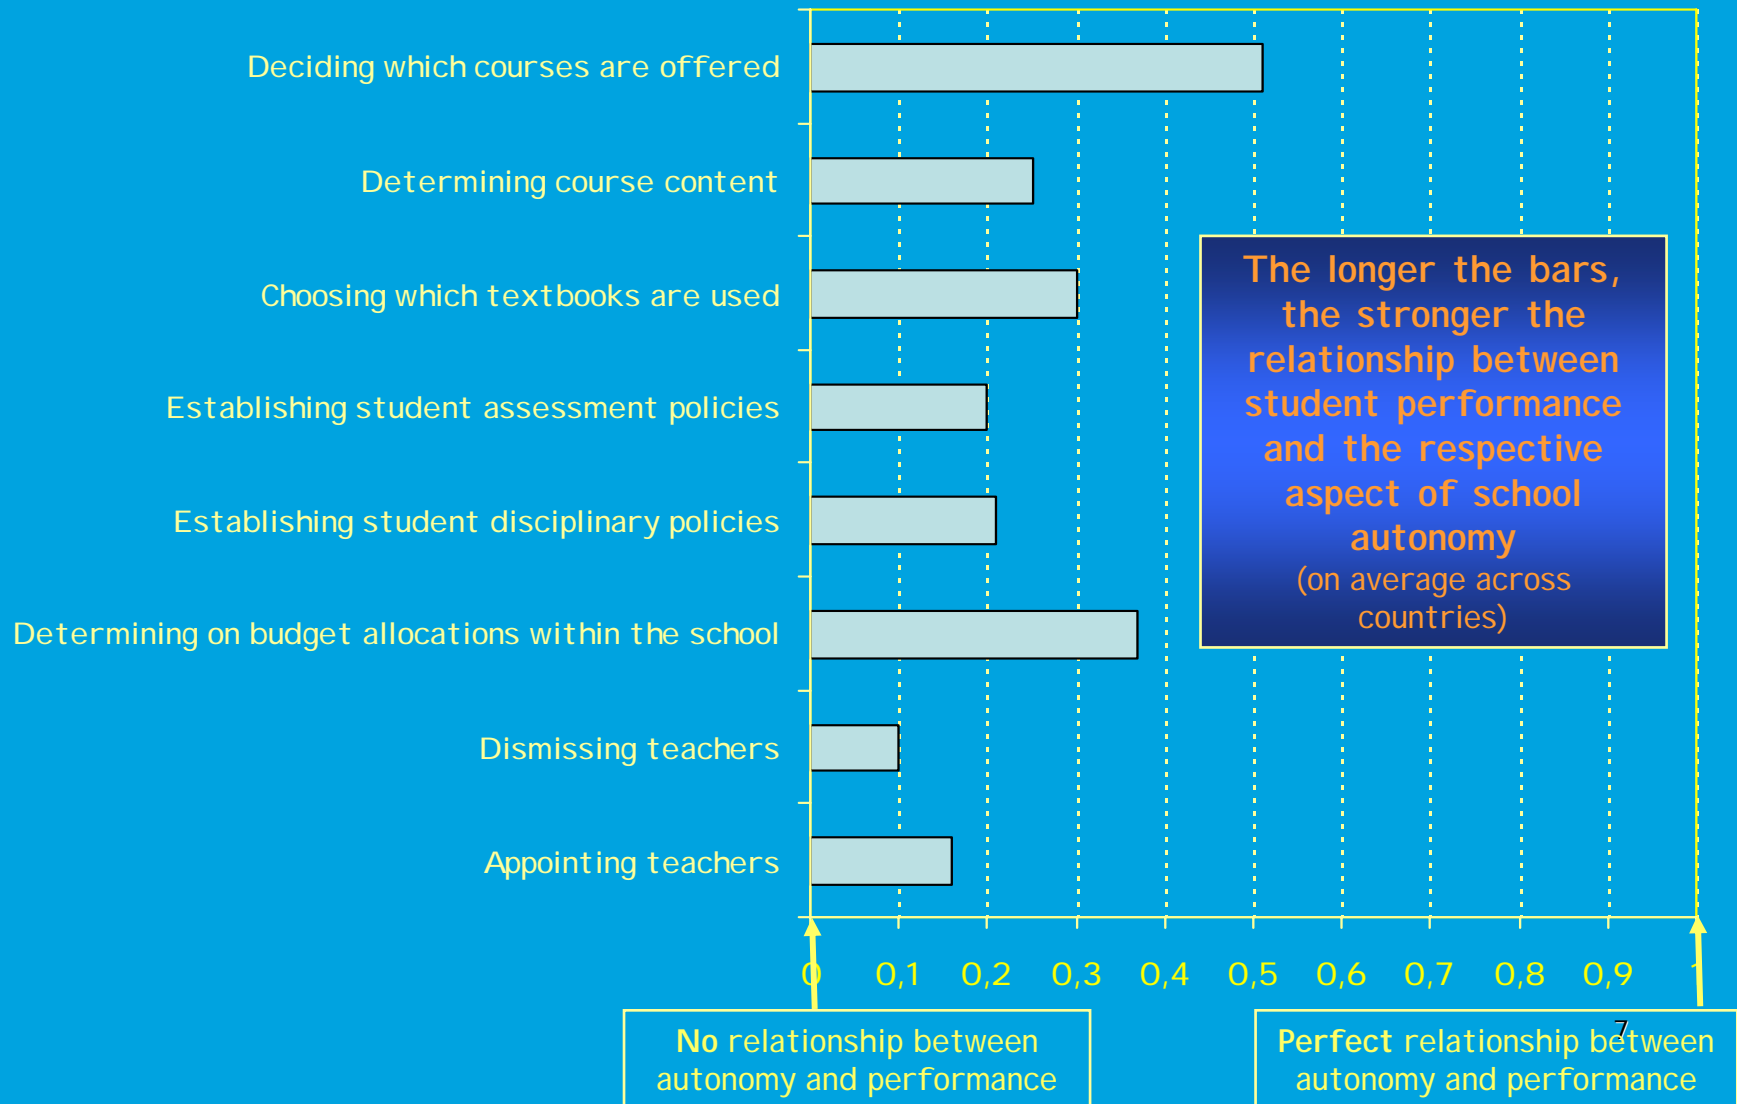 Deciding which courses are offered
Determining course content
Choosing which textbooks are used
Establishing student assessment policies
Establishing student disciplinary policies
Determining on budget allocations within the school
Dismissing teachers
Appointing teachers
The longer the bars,
the stronger the
relationship between
student performance
and the respective
aspect of school
autonomy
(on average across
countries)
0 0,1 0,2 0,3 0,4 0,5 0,6 0,7 0,8 0,9 1
No relationship between
autonomy and performance
Perfect relationship between
autonomy and performance
7